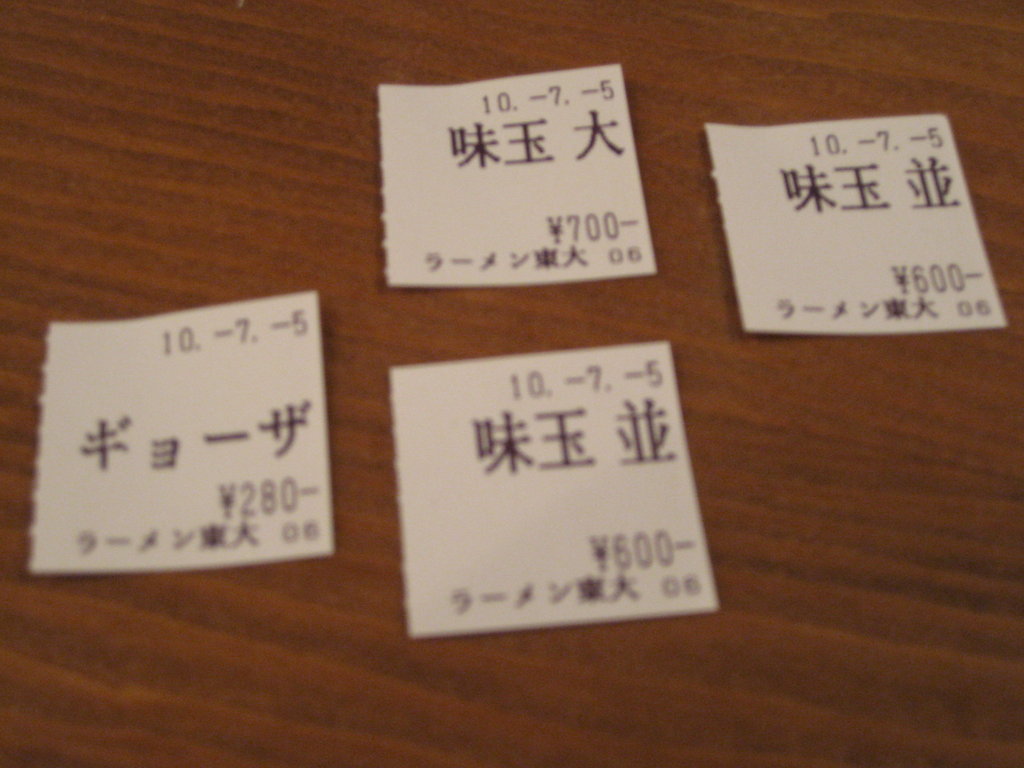 10.-7.-5
味玉 大
¥700-
ラーメン東大 06
10.-7.-5
味玉 並
¥600-
ラーメン東大 06
10.-7.-5
ギョーザ
¥280-
ラーメン東大 06
10.-7.-5
味玉 並
¥600-
ラーメン東大 06